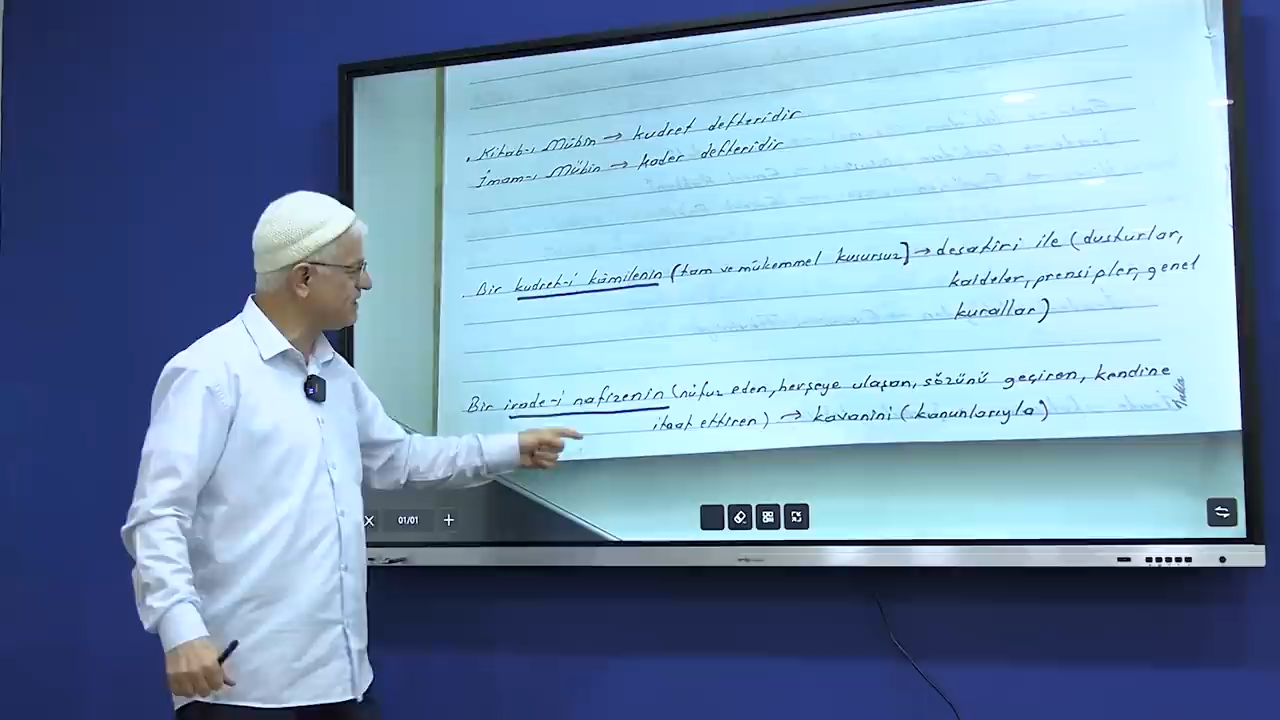 . Kitab-ı Mübin → kudret defteridir
İmam-ı Mübin → kader defteridir
. Bir kudret-i kâmilenin (tam ve mükemmel kusursuz] → desatiri ile (dusturlar,
kaideler, prensipler, genel
kurallar)
Bir irade-i nafizenin (nüfuz eden, herşeye ulaşan, sözünü geçiren, kendine
itaat ettiren) → kavanini (kanunlarıyla)
01/01